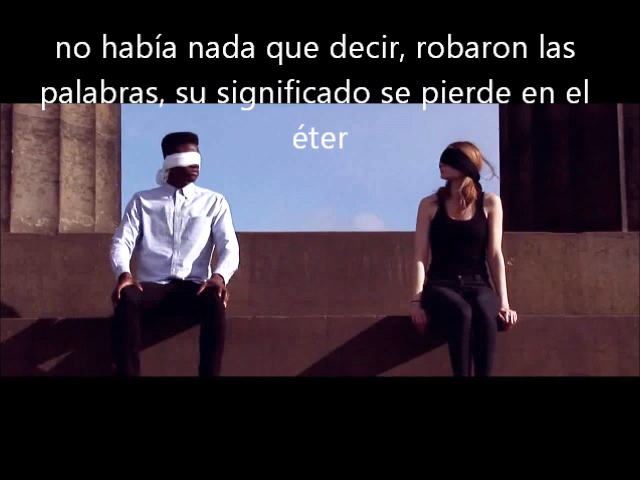 no había nada que decir, robaron las
palabras, su significado se pierde en el
éter